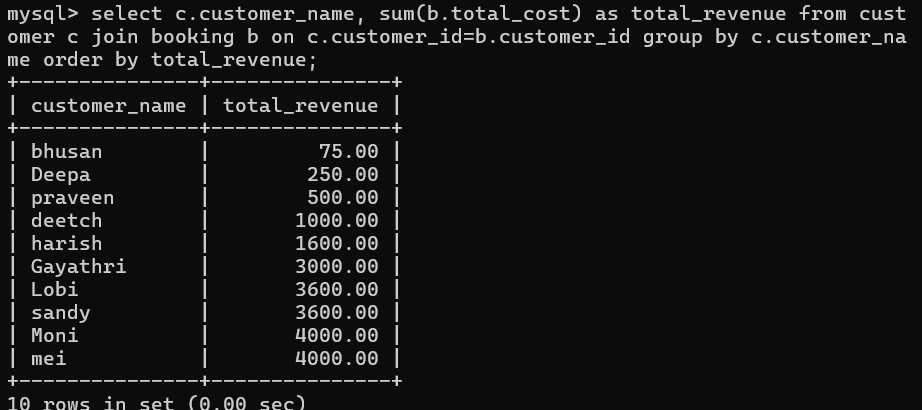 mysql> select c.customer_name, sum(b.total_cost) as total_revenue from cust
omer c join booking b on c.customer_id=b.customer_id group by c.customer_na
me order by total_revenue;
+---------------+---------------+
| customer_name | total_revenue |
+---------------+---------------+
| bhusan        |         75.00 |
| Deepa         |        250.00 |
| praveen       |        500.00 |
| deetch        |       1000.00 |
| harish        |       1600.00 |
| Gayathri      |       3000.00 |
| Lobi          |       3600.00 |
| sandy         |       3600.00 |
| Moni          |       4000.00 |
| mei           |       4000.00 |
+---------------+---------------+
10 rows in set (0.00 sec)